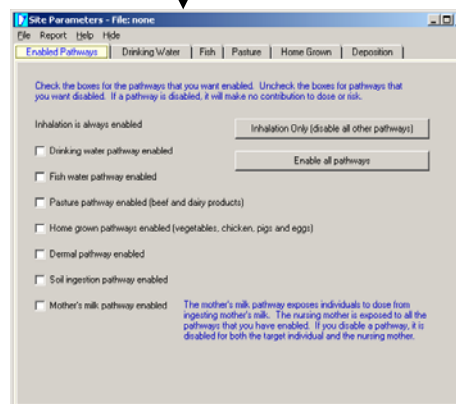 Site Parameters - File: none
File Report Help Hide
Enabled Pathways Drinking Water Fish Pasture Home Grown Deposition
Check the boxes for the pathways that you want enabled. Uncheck the boxes for pathways that
you want disabled. If a pathway is disabled, it will make no contribution to dose or risk.
Inhalation is always enabled
Inhalation Only (disable all other pathways)
Drinking water pathway enabled
Enable all pathways
Fish water pathway enabled
Pasture pathway enabled (beef and dairy products)
Home grown pathways enabled (vegetables, chicken, pigs and eggs)
Dermal pathway enabled
Soil ingestion pathway enabled
Mother's milk pathway enabled
The mother's milk pathway exposes individuals to dose from
ingesting mother's milk. The nursing mother is exposed to all the
pathways that you have enabled. If you disable a pathway, it is
disabled for both the target individual and the nursing mother.